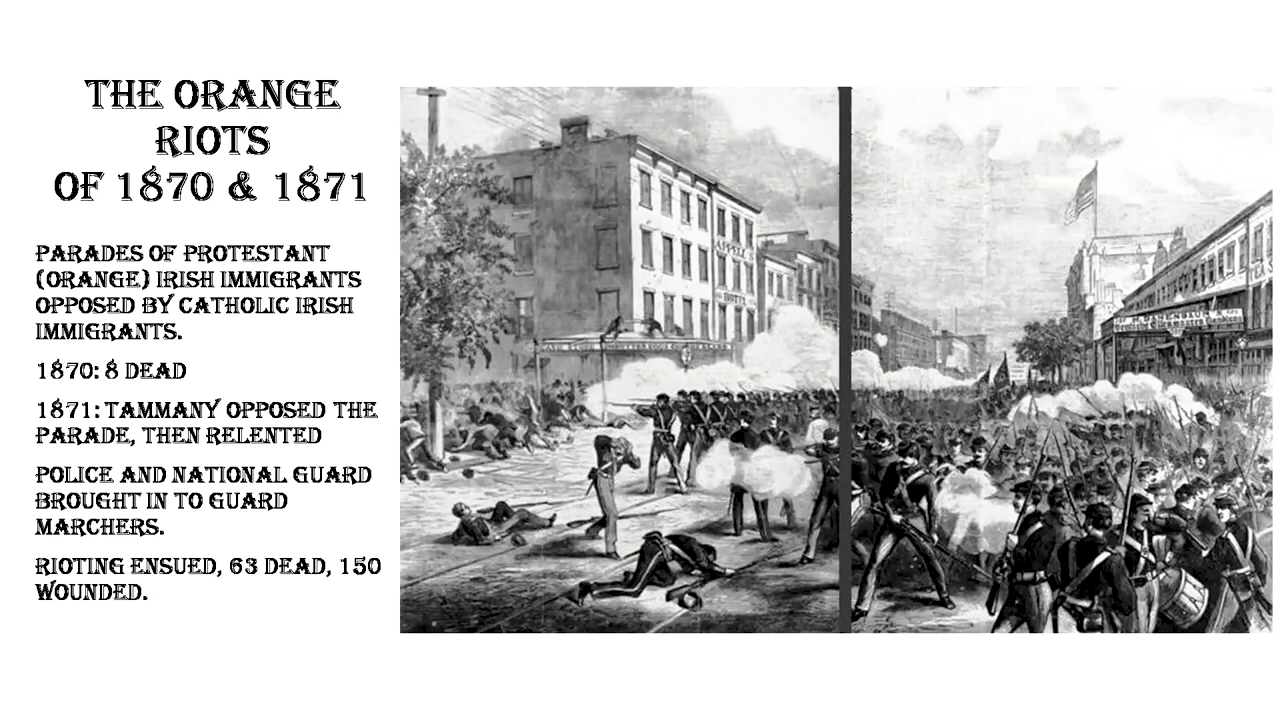 THE ORANGE
RIOTS
OF 1870 & 1871
PARADES OF PROTESTANT
(ORANGE) IRISH IMMIGRANTS
OPPOSED BY CATHOLIC IRISH
IMMIGRANTS.
1870: 8 DEAD
1871: TAMMANY OPPOSED THE
PARADE, THEN RELENTED
POLICE AND NATIONAL GUARD
BROUGHT IN TO GUARD
MARCHERS.
RIOTING ENSUED, 63 DEAD, 150
WOUNDED.